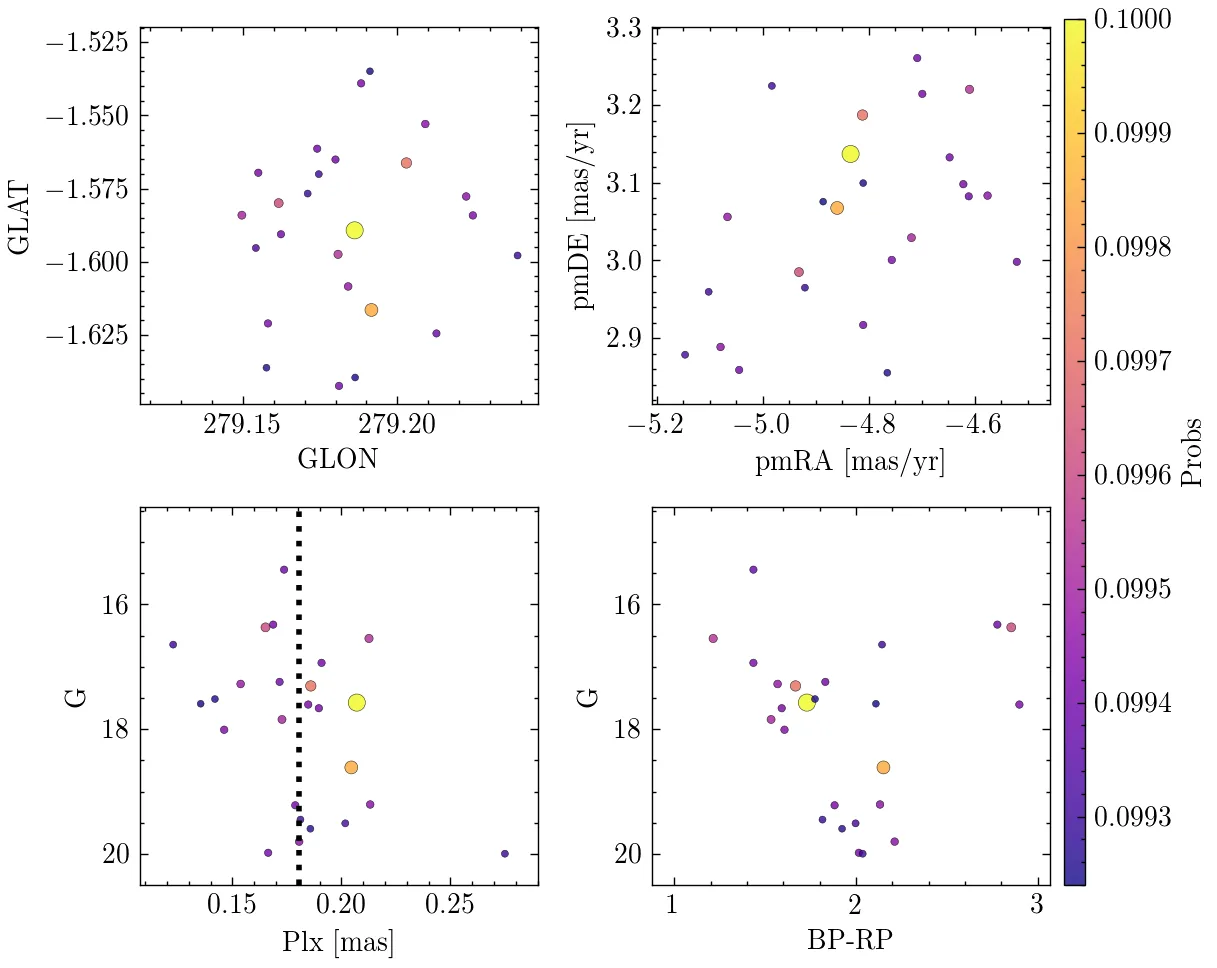 −1.525
−1.550
−1.575
−1.600
−1.625
GLAT
279.15 279.20
GLON
3.3
3.2
3.1
3.0
2.9
pmDE [mas/yr]
−5.2 −5.0 −4.8 −4.6
pmRA [mas/yr]
16
18
20
G
0.15 0.20 0.25
Plx [mas]
16
18
20
G
1 2 3
BP-RP
0.1000
0.0999
0.0998
0.0997
0.0996
0.0995
0.0994
0.0993
Probs